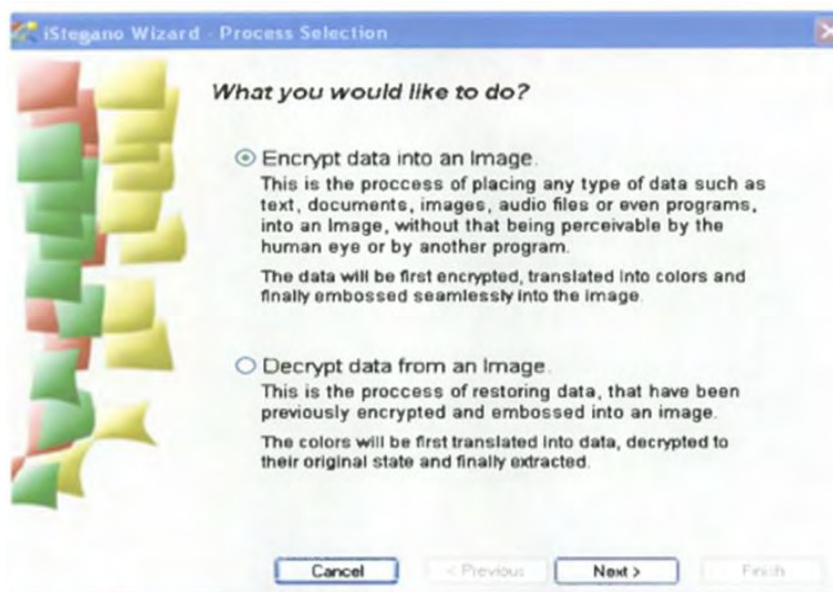 iStegano Wizard - Process Selection
What you would like to do?
Encrypt data into an Image.
This is the proccess of placing any type of data such as
text, documents, images, audio files or even programs,
into an Image, without that being perceivable by the
human eye or by another program.
The data will be first encrypted, translated into colors and
finally embossed seamlessly into the image.
Decrypt data from an Image.
This is the proccess of restoring data, that have been
previously encrypted and embossed into an image.
The colors will be first translated into data, decrypted to
their original state and finally extracted.
Cancel < Previous Next > Finish